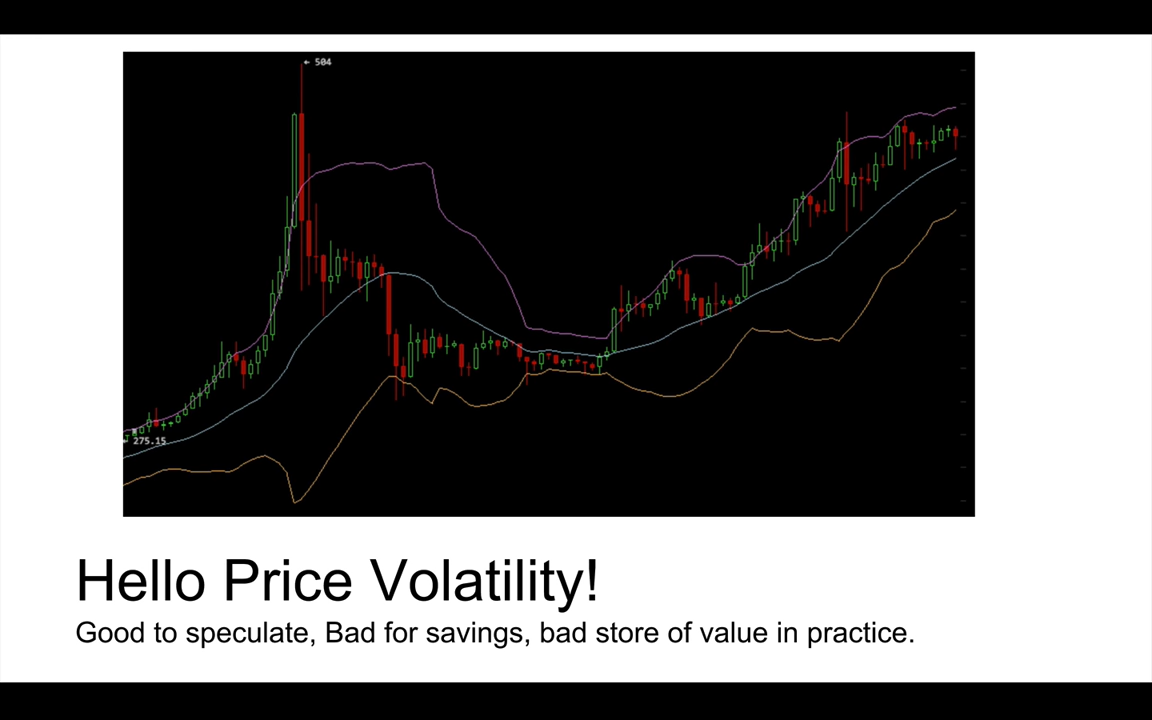 ← 504
275.15
Hello Price Volatility!
Good to speculate, Bad for savings, bad store of value in practice.